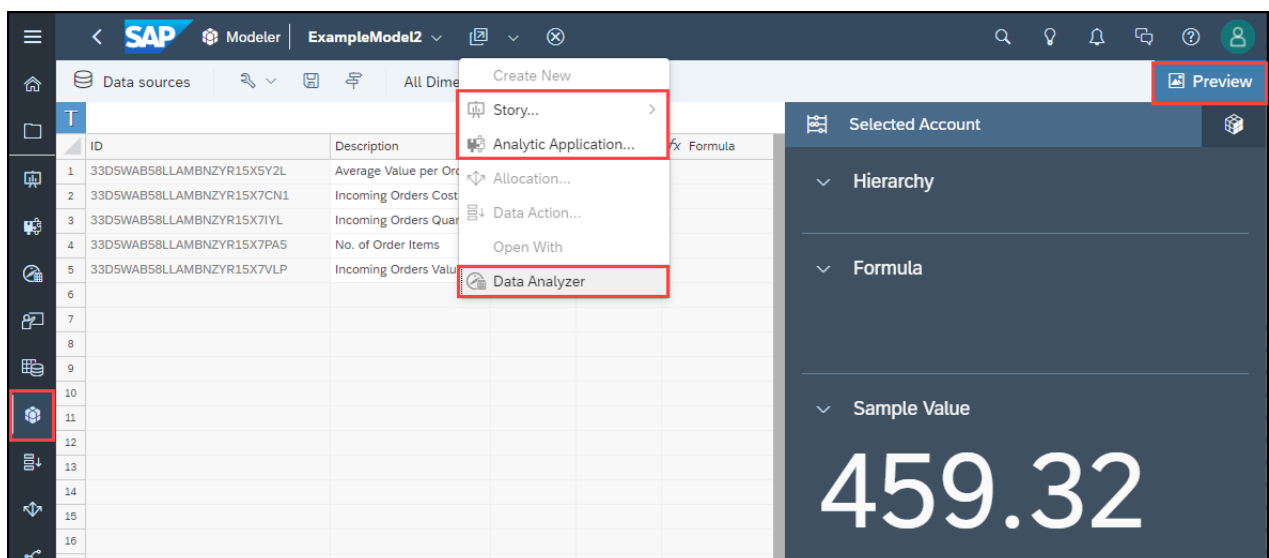 SAP Modeler ExampleModel2
Data sources All Dime Preview
Create New
Story...
Analytic Application...
Allocation...
Data Action...
Open With
Data Analyzer
T
ID Description fx Formula
1 33D5WAB58LLAMBNZYR15X5Y2L Average Value per Ord
2 33D5WAB58LLAMBNZYR15X7CN1 Incoming Orders Cost
3 33D5WAB58LLAMBNZYR15X7IYL Incoming Orders Quan
4 33D5WAB58LLAMBNZYR15X7PA5 No. of Order Items
5 33D5WAB58LLAMBNZYR15X7VLP Incoming Orders Valu
6
7
8
9
10
11
12
13
14
15
16
Selected Account
Hierarchy
Formula
Sample Value
459.32